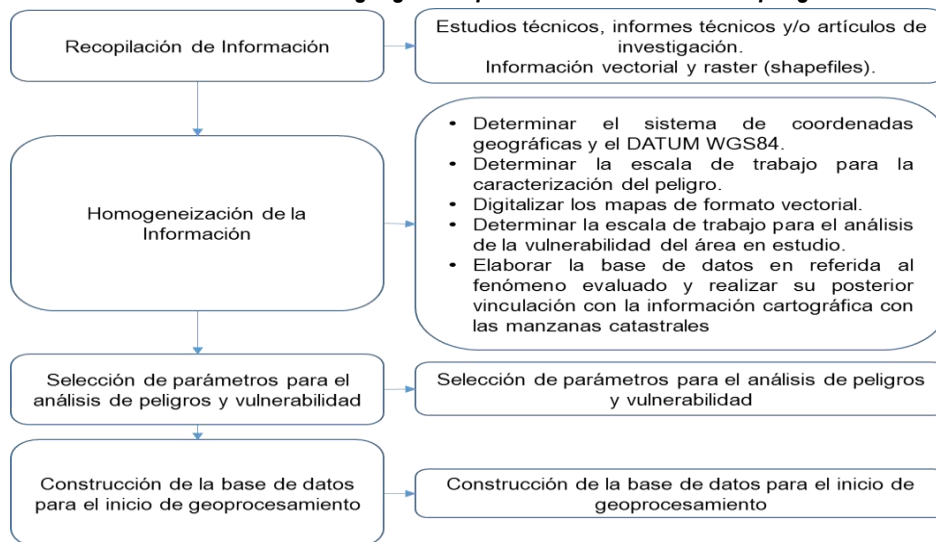 Recopilación de Información
Estudios técnicos, informes técnicos y/o artículos de
investigación.
Información vectorial y raster (shapefiles).
Homogeneización de la
Información
• Determinar el sistema de coordenadas
geográficas y el DATUM WGS84.
• Determinar la escala de trabajo para la
caracterización del peligro.
• Digitalizar los mapas de formato vectorial.
• Determinar la escala de trabajo para el análisis
de la vulnerabilidad del área en estudio.
• Elaborar la base de datos en referida al
fenómeno evaluado y realizar su posterior
vinculación con la información cartográfica con
las manzanas catastrales
Selección de parámetros para el
análisis de peligros y vulnerabilidad
Selección de parámetros para el análisis de peligros
y vulnerabilidad
Construcción de la base de datos
para el inicio de geoprocesamiento
Construcción de la base de datos para el inicio de
geoprocesamiento